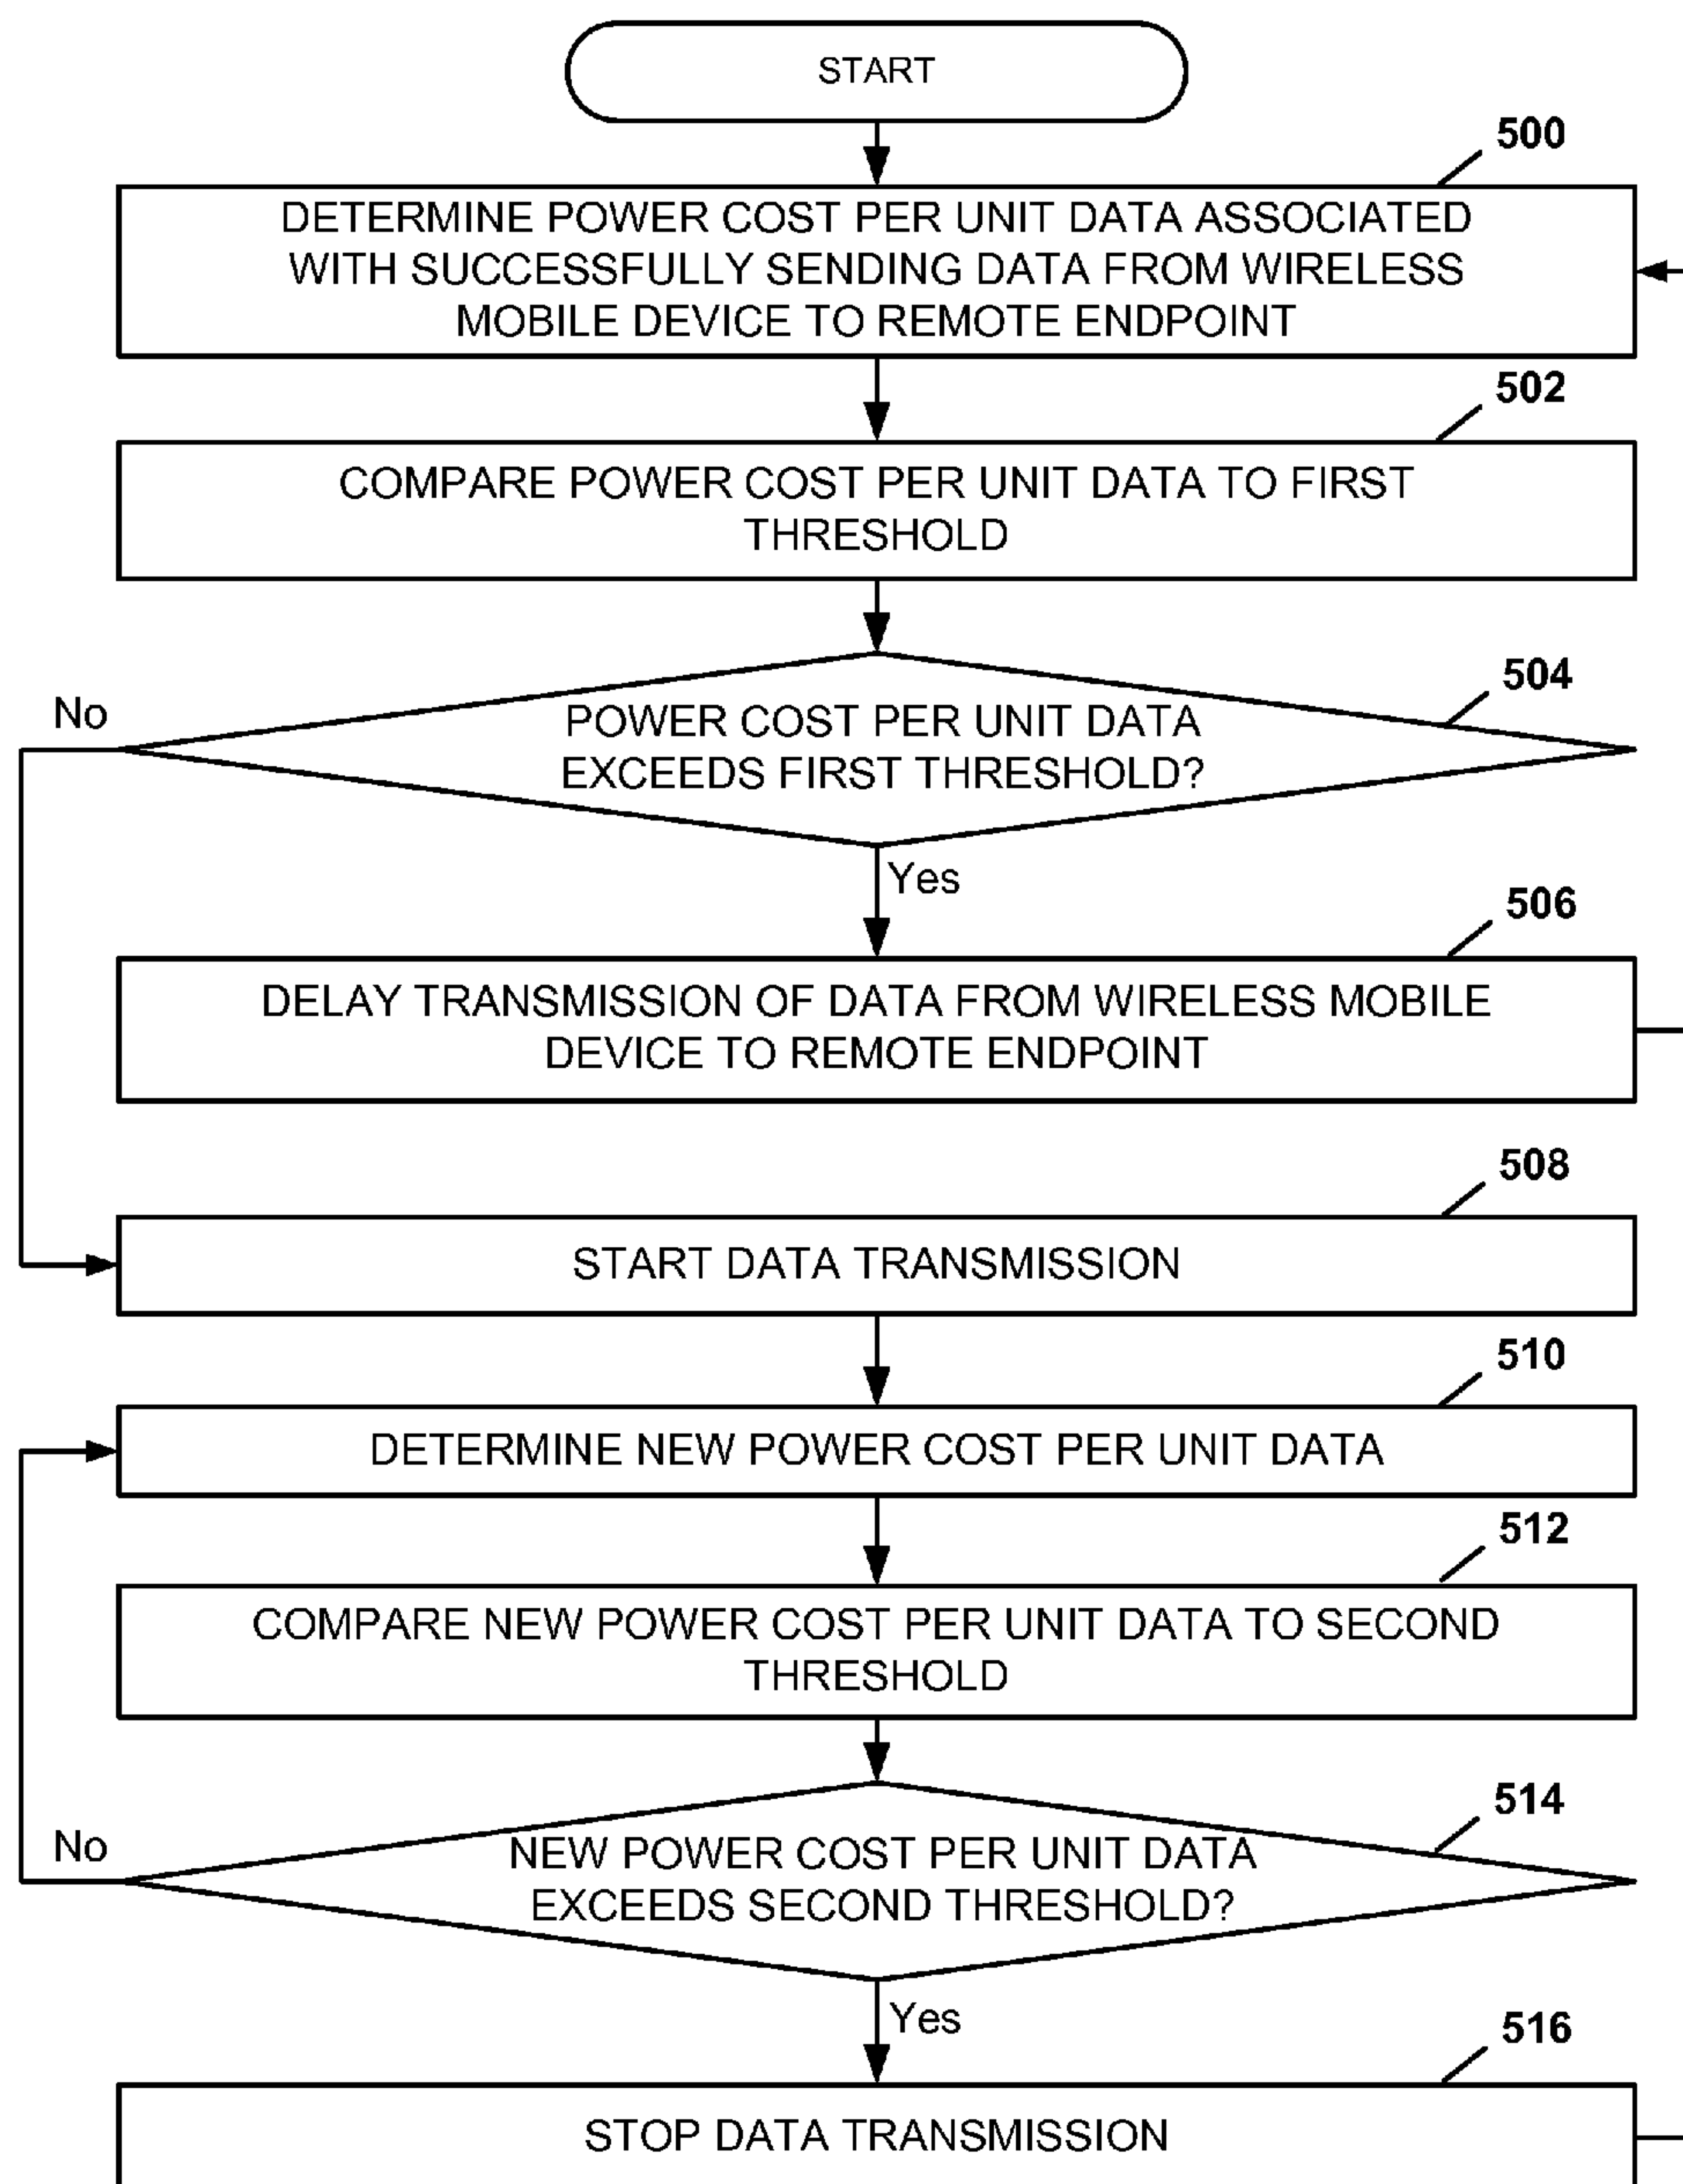 START
500
DETERMINE POWER COST PER UNIT DATA ASSOCIATED
WITH SUCCESSFULLY SENDING DATA FROM WIRELESS
MOBILE DEVICE TO REMOTE ENDPOINT
502
COMPARE POWER COST PER UNIT DATA TO FIRST
THRESHOLD
504
No
POWER COST PER UNIT DATA
EXCEEDS FIRST THRESHOLD?
Yes
506
DELAY TRANSMISSION OF DATA FROM WIRELESS MOBILE
DEVICE TO REMOTE ENDPOINT
508
START DATA TRANSMISSION
510
DETERMINE NEW POWER COST PER UNIT DATA
512
COMPARE NEW POWER COST PER UNIT DATA TO SECOND
THRESHOLD
514
No
NEW POWER COST PER UNIT DATA
EXCEEDS SECOND THRESHOLD?
Yes
516
STOP DATA TRANSMISSION